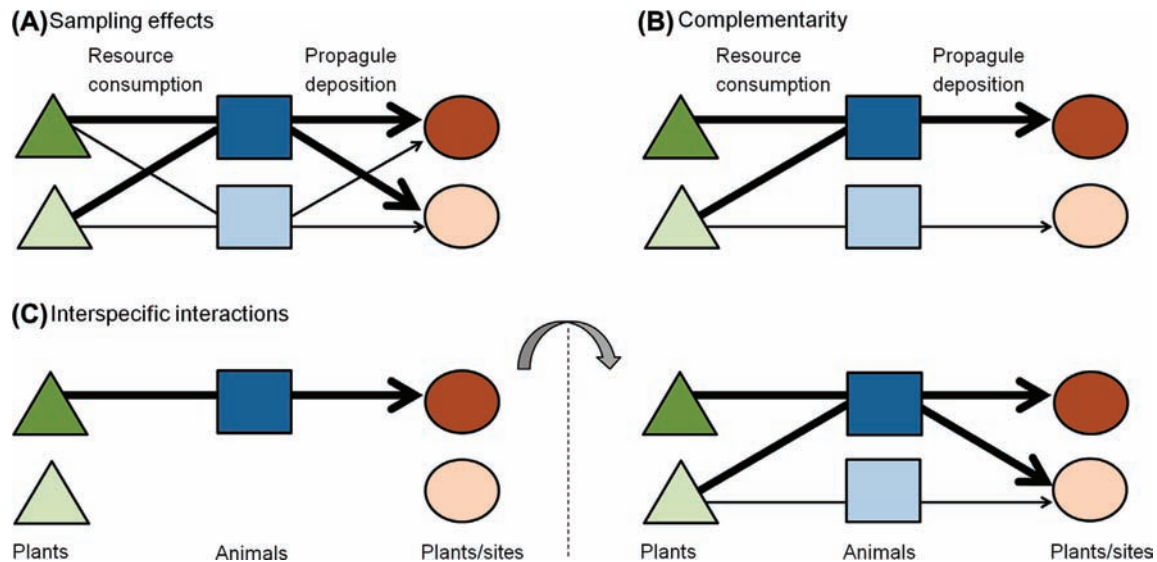 (A) Sampling effects
Resource
consumption
Propagule
deposition
(B) Complementarity
Resource
consumption
Propagule
deposition
(C) Interspecific interactions
Plants
Animals
Plants/sites
Plants
Animals
Plants/sites